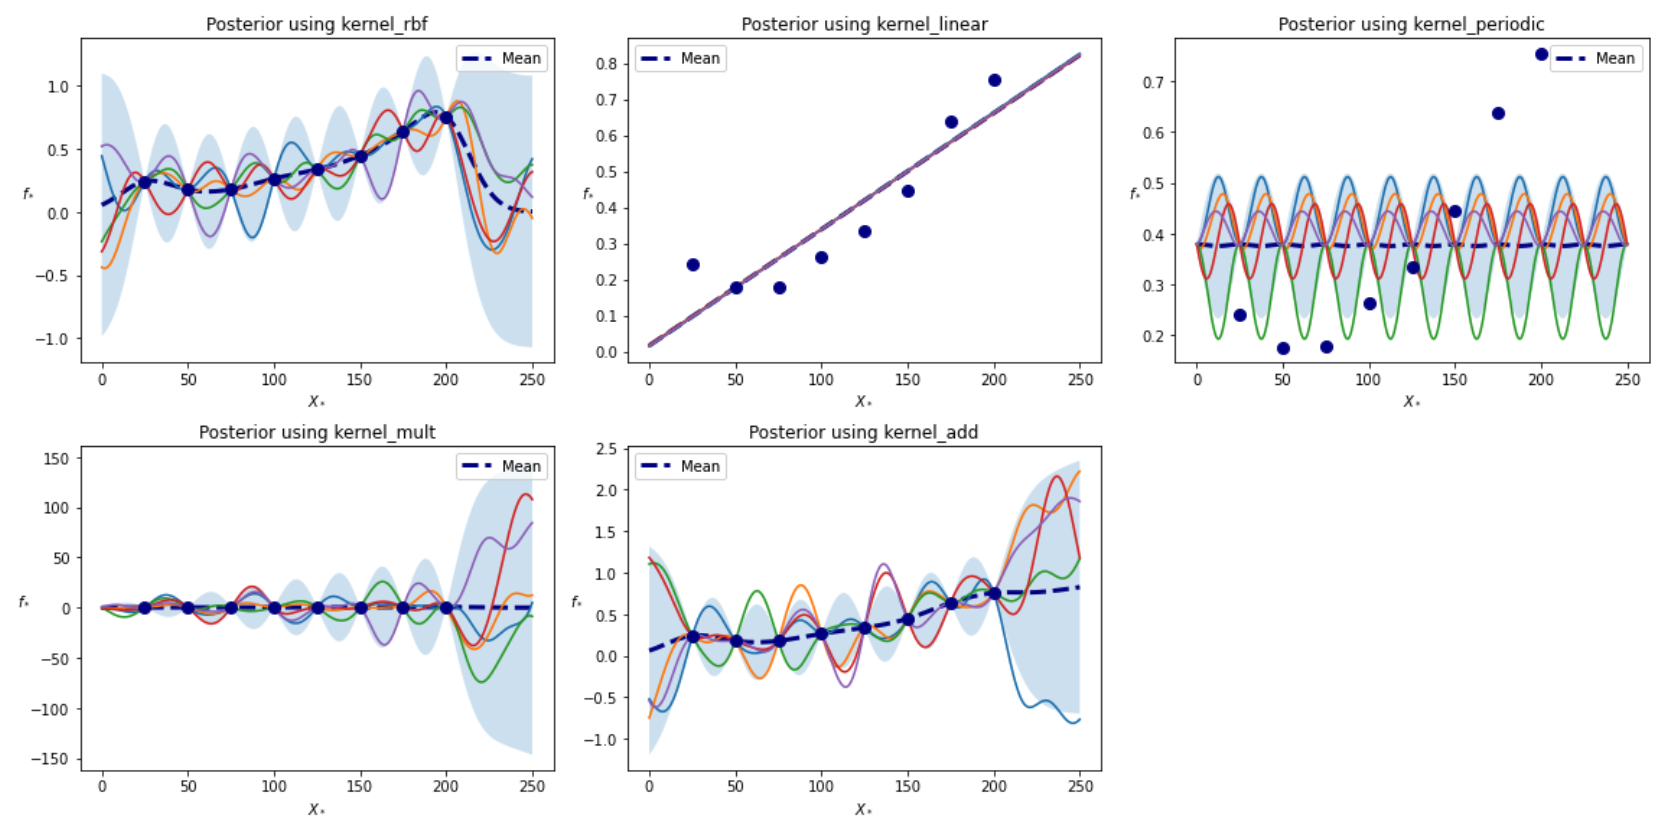 Posterior using kernel_rbf
Mean
1.0
0.5
0.0
−0.5
−1.0
f*
0 50 100 150 200 250
X*
Posterior using kernel_linear
Mean
0.8
0.7
0.6
0.5
0.4
0.3
0.2
0.1
0.0
f*
0 50 100 150 200 250
X*
Posterior using kernel_periodic
Mean
0.7
0.6
0.5
0.4
0.3
0.2
f*
0 50 100 150 200 250
X*
Posterior using kernel_mult
Mean
150
100
50
0
−50
−100
−150
f*
0 50 100 150 200 250
X*
Posterior using kernel_add
Mean
2.5
2.0
1.5
1.0
0.5
0.0
−0.5
−1.0
f*
0 50 100 150 200 250
X*